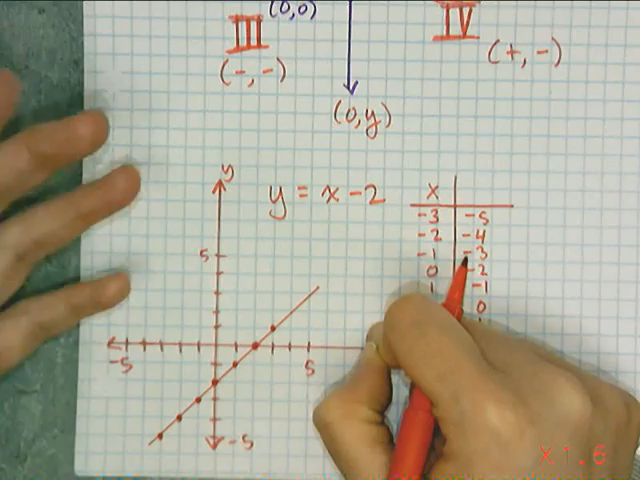 (0,0)
III IV
(-,-) (+,-)
(0,y)
y
y = x - 2
x
-3 -5
-2 -4
-1 -3
0 -2
1 -1
0
5
-5 5
-5
x1.6